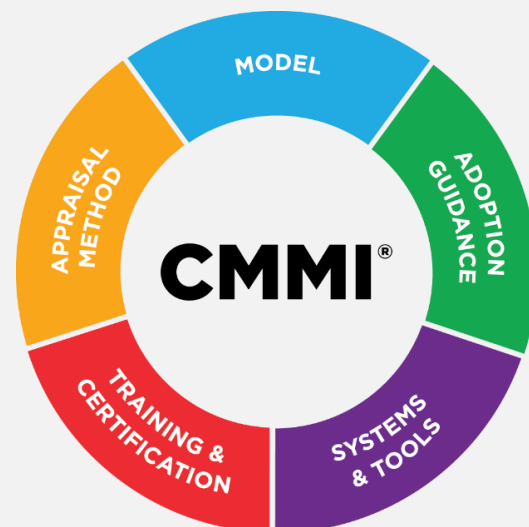 MODEL
ADOPTION
GUIDANCE
SYSTEMS
& TOOLS
TRAINING &
CERTIFICATION
APPRAISAL
METHOD
CMMI®